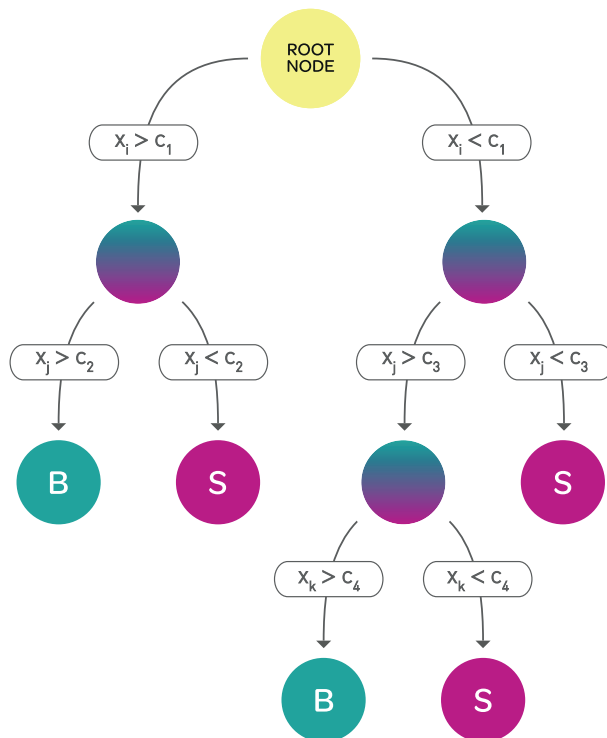 ROOT
NODE
Xi > C1
Xi < C1
Xj > C2
Xj < C2
Xj > C3
Xj < C3
B
S
S
Xk > C4
Xk < C4
B
S